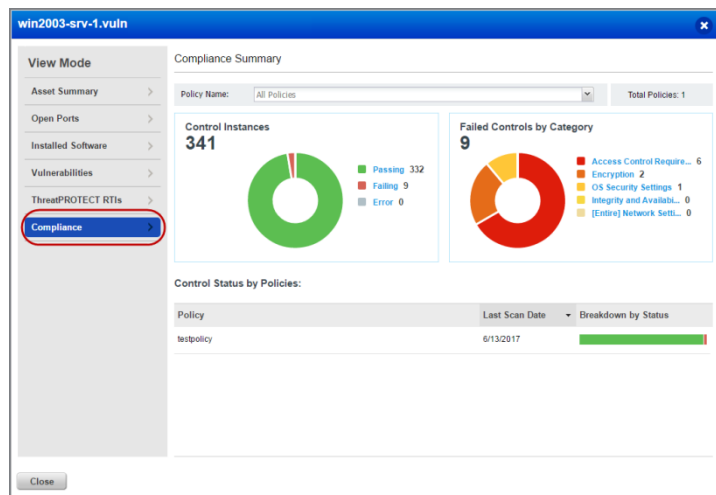 win2003-srv-1.vuln
View Mode
Asset Summary
Open Ports
Installed Software
Vulnerabilities
ThreatPROTECT RTIs
Compliance
Compliance Summary
Policy Name: All Policies
Total Policies: 1
Control Instances
341
Passing 332
Failing 9
Error 0
Failed Controls by Category
9
Access Control Require... 6
Encryption 2
OS Security Settings 1
Integrity and Availabi... 0
[Entire] Network Setti... 0
Control Status by Policies:
Policy Last Scan Date Breakdown by Status
testpolicy 6/13/2017
Close